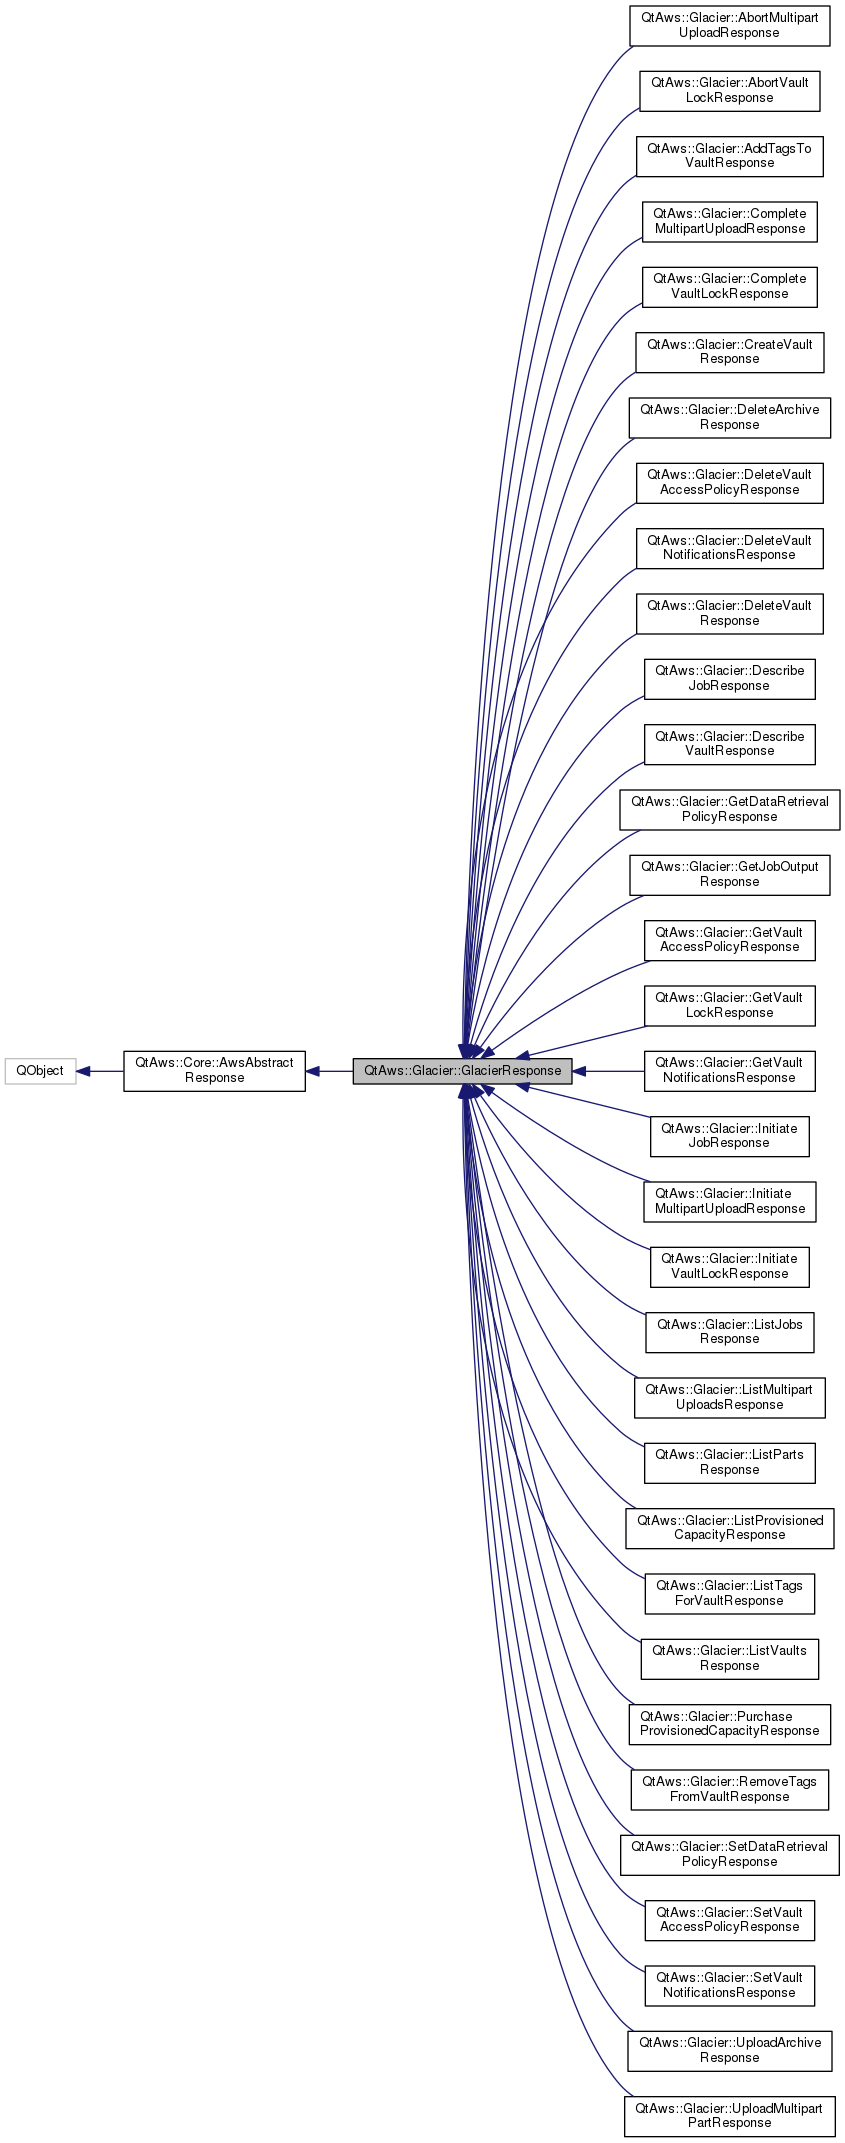 QtAws::Glacier::AbortMultipart
UploadResponse
QtAws::Glacier::AbortVault
LockResponse
QtAws::Glacier::AddTagsTo
VaultResponse
QtAws::Glacier::Complete
MultipartUploadResponse
QtAws::Glacier::Complete
VaultLockResponse
QtAws::Glacier::CreateVault
Response
QtAws::Glacier::DeleteArchive
Response
QtAws::Glacier::DeleteVault
AccessPolicyResponse
QtAws::Glacier::DeleteVault
NotificationsResponse
QtAws::Glacier::DeleteVault
Response
QtAws::Glacier::Describe
JobResponse
QtAws::Glacier::Describe
VaultResponse
QtAws::Glacier::GetDataRetrieval
PolicyResponse
QtAws::Glacier::GetJobOutput
Response
QtAws::Glacier::GetVault
AccessPolicyResponse
QtAws::Glacier::GetVault
LockResponse
QObject
QtAws::Core::AwsAbstract
Response
QtAws::Glacier::GlacierResponse
QtAws::Glacier::GetVault
NotificationsResponse
QtAws::Glacier::Initiate
JobResponse
QtAws::Glacier::Initiate
MultipartUploadResponse
QtAws::Glacier::Initiate
VaultLockResponse
QtAws::Glacier::ListJobs
Response
QtAws::Glacier::ListMultipart
UploadsResponse
QtAws::Glacier::ListParts
Response
QtAws::Glacier::ListProvisioned
CapacityResponse
QtAws::Glacier::ListTags
ForVaultResponse
QtAws::Glacier::ListVaults
Response
QtAws::Glacier::Purchase
ProvisionedCapacityResponse
QtAws::Glacier::RemoveTags
FromVaultResponse
QtAws::Glacier::SetDataRetrieval
PolicyResponse
QtAws::Glacier::SetVault
AccessPolicyResponse
QtAws::Glacier::SetVault
NotificationsResponse
QtAws::Glacier::UploadArchive
Response
QtAws::Glacier::UploadMultipart
PartResponse